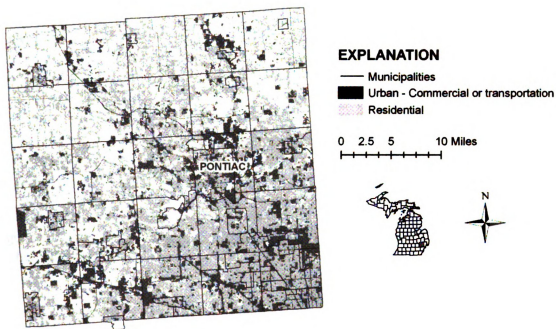 EXPLANATION
Municipalities
Urban - Commercial or transportation
Residential
0 2.5 5 10 Miles
PONTIAC
N